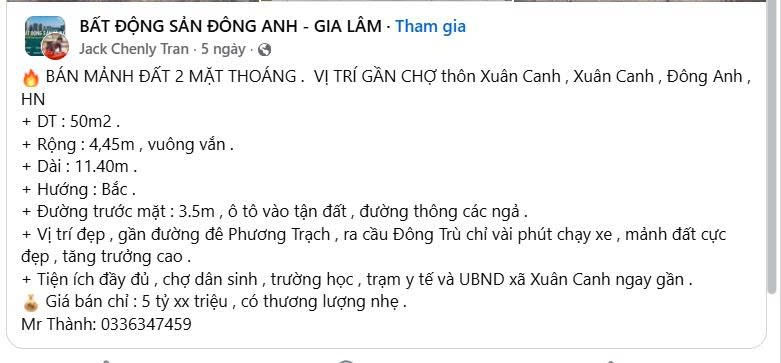 BẤT ĐỘNG SẢN ĐÔNG ANH - GIA LÂM · Tham gia
Jack Chenly Tran · 5 ngày ·
🔥 BÁN MẢNH ĐẤT 2 MẶT THOÁNG . VỊ TRÍ GẦN CHỢ thôn Xuân Canh , Xuân Canh , Đông Anh ,
HN
+ DT : 50m2 .
+ Rộng : 4,45m , vuông vắn .
+ Dài : 11.40m .
+ Hướng : Bắc .
+ Đường trước mặt : 3.5m , ô tô vào tận đất , đường thông các ngả .
+ Vị trí đẹp , gần đường đê Phương Trạch , ra cầu Đông Trù chỉ vài phút chạy xe , mảnh đất cực
đẹp , tăng trưởng cao .
+ Tiện ích đầy đủ , chợ dân sinh , trường học , trạm y tế và UBND xã Xuân Canh ngay gần .
💰 Giá bán chỉ : 5 tỷ xx triệu , có thương lượng nhẹ .
Mr Thành: 0336347459